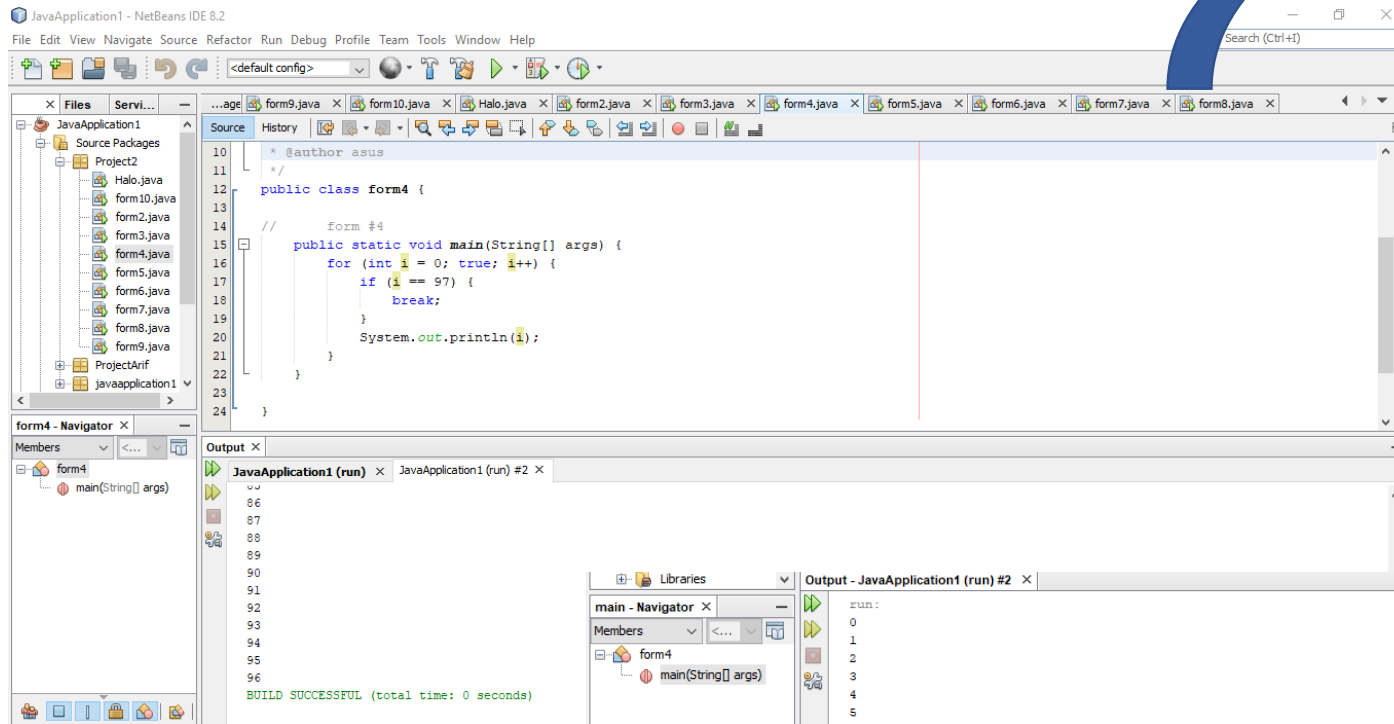 JavaApplication1 - NetBeans IDE 8.2
File Edit View Navigate Source Refactor Run Debug Profile Team Tools Window Help
Search (Ctrl+I)
<default config>
Files Servi...
...age form9.java form10.java Halo.java form2.java form3.java form4.java form5.java form6.java form7.java form8.java
JavaApplication1
Source Packages
Project2
Halo.java
form10.java
form2.java
form3.java
form4.java
form5.java
form6.java
form7.java
form8.java
form9.java
ProjectArif
javaapplication1
Source History
10 * @author asus
11 */
12 public class form4 {
13
14 // form #4
15 public static void main(String[] args) {
16 for (int i = 0; true; i++) {
17 if (i == 97) {
18 break;
19 }
20 System.out.println(i);
21 }
22 }
23
24 }
form4 - Navigator
Members <...
form4
main(String[] args)
Output
JavaApplication1 (run) JavaApplication1 (run) #2
86
87
88
89
90
91
92
93
94
95
96
BUILD SUCCESSFUL (total time: 0 seconds)
Libraries
main - Navigator
Members <...
form4
main(String[] args)
Output - JavaApplication1 (run) #2
run:
0
1
2
3
4
5